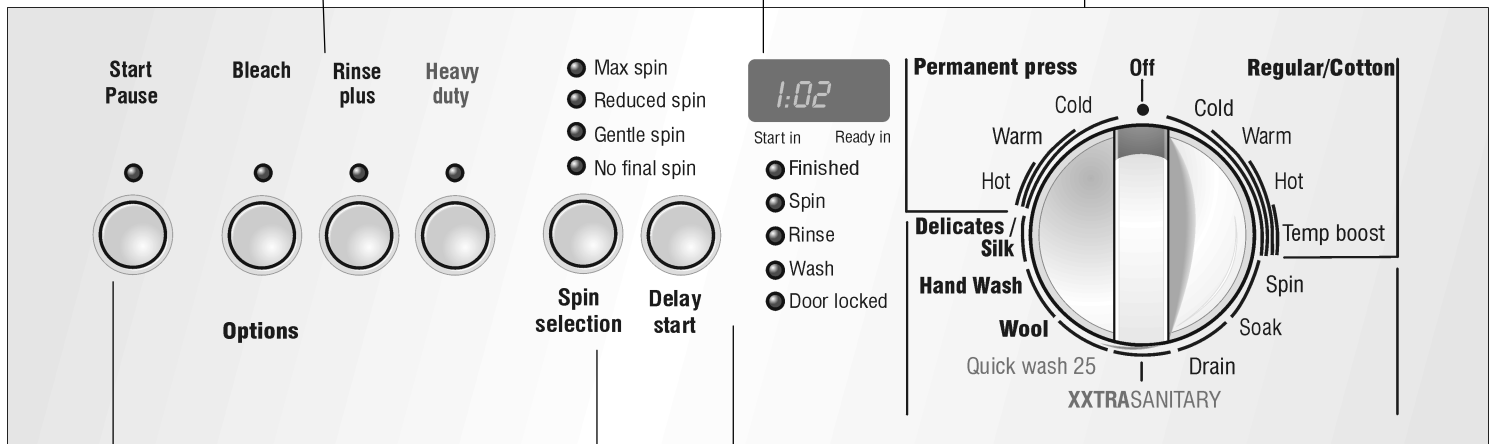 Start
Pause
Bleach
Rinse
plus
Heavy
duty
Max spin
Reduced spin
Gentle spin
No final spin
Options
Spin
selection
Delay
start
1:02
Start in Ready in
Finished
Spin
Rinse
Wash
Door locked
Permanent press
Off
Regular/Cotton
Cold
Warm
Hot
Delicates /
Silk
Hand Wash
Wool
Quick wash 25
XXTRASANITARY
Cold
Warm
Hot
Temp boost
Spin
Soak
Drain